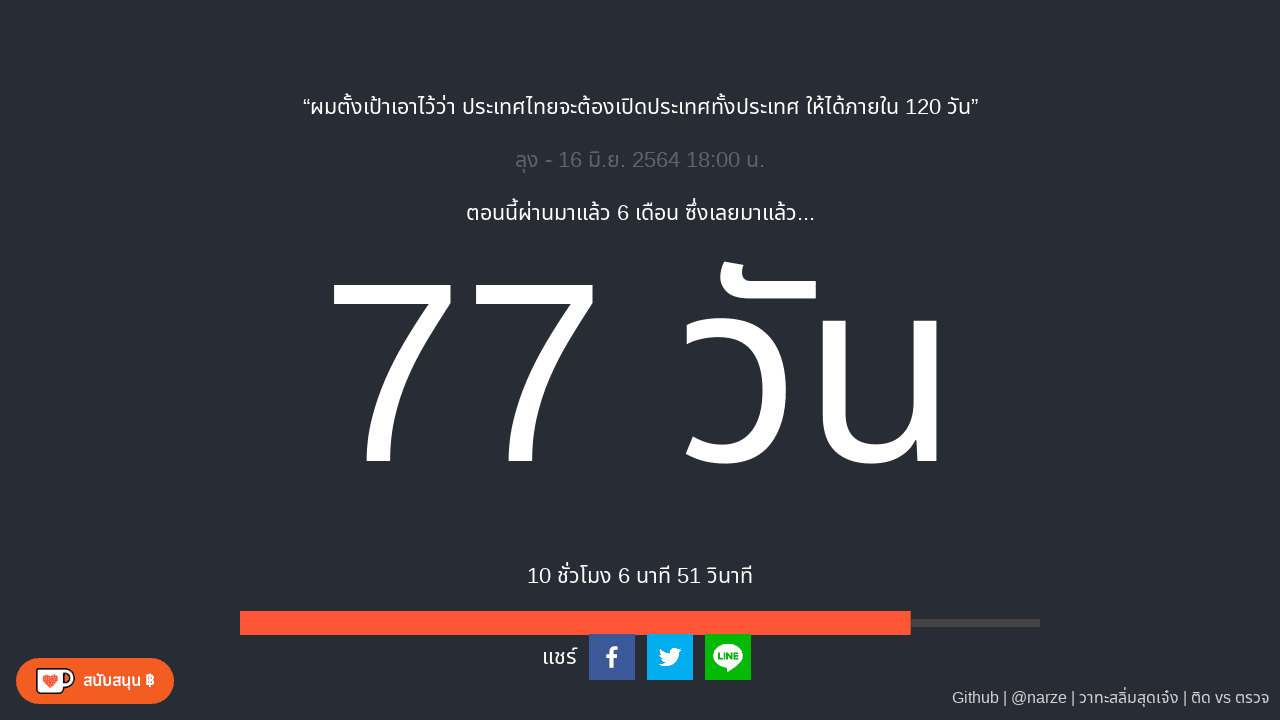 “ผมตั้งเป้าเอาไว้ว่า ประเทศไทยจะต้องเปิดประเทศทั้งประเทศ ให้ได้ภายใน 120 วัน”
ลุง - 16 มิ.ย. 2564 18:00 น.
ตอนนี้ผ่านมาแล้ว 6 เดือน ซึ่งเลยมาแล้ว...
77 วัน
10 ชั่วโมง 6 นาที 51 วินาที
แชร์
LINE
สนับสนุน ฿
Github | @narze | วาทะสลิ่มสุดเจ๋ง | ติด vs ตรวจ